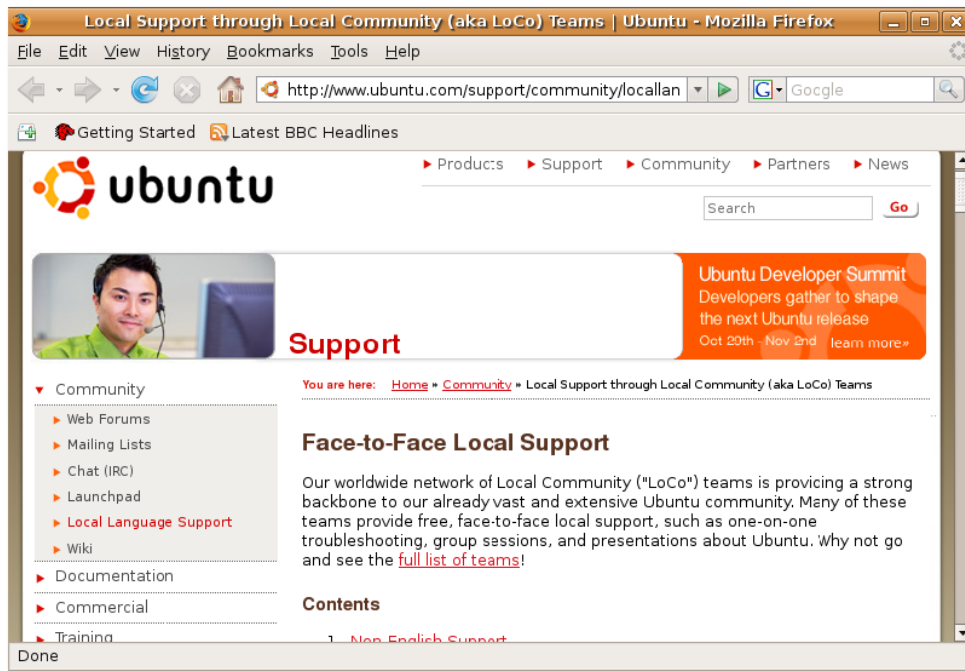 Local Support through Local Community (aka LoCo) Teams | Ubuntu - Mozilla Firefox
File Edit View History Bookmarks Tools Help
http://www.ubuntu.com/support/community/locallan G Google
Getting Started Latest BBC Headlines
ubuntu
Products Support Community Partners News
Search Go
Support
Ubuntu Developer Summit
Developers gather to shape
the next Ubuntu release
Oct 29th - Nov 2nd learn more»
Community
Web Forums
Mailing Lists
Chat (IRC)
Launchpad
Local Language Support
Wiki
Documentation
Commercial
Training
You are here: Home » Community » Local Support through Local Community (aka LoCo) Teams
Face-to-Face Local Support
Our worldwide network of Local Community ("LoCo") teams is provicing a strong
backbone to our already vast and extensive Ubuntu community. Many of these
teams provide free, face-to-face local support, such as one-on-one
troubleshooting, group sessions, and presentations about Ubuntu. Why not go
and see the full list of teams!
Contents
1. Non-English Support
Done